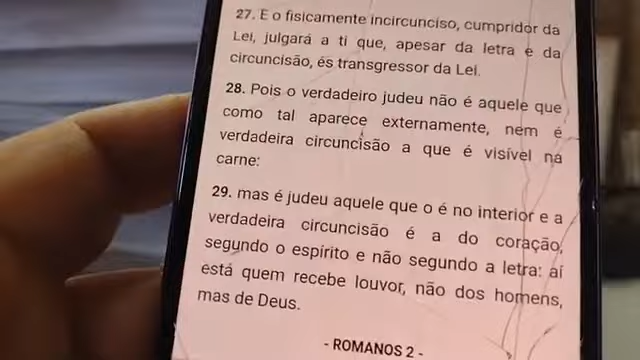 27. E o fisicamente incircunciso, cumpridor da
Lei, julgará a ti que, apesar da letra e da
circuncisão, és transgressor da Lei.
28. Pois o verdadeiro judeu não é aquele que
como tal aparece externamente, nem é
verdadeira circuncisão a que é visível na
carne:
29. mas é judeu aquele que o é no interior e a
verdadeira circuncisão é a do coração,
segundo o espírito e não segundo a letra: aí
está quem recebe louvor, não dos homens,
mas de Deus.
- ROMANOS 2 -